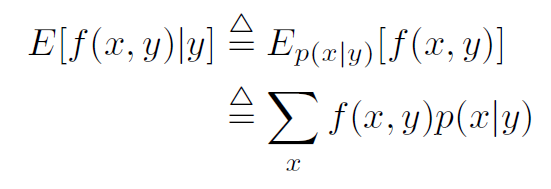 E[f(x, y)|y] ≜ E_{p(x|y)}[f(x, y)]
≜ ∑_x f(x, y)p(x|y)